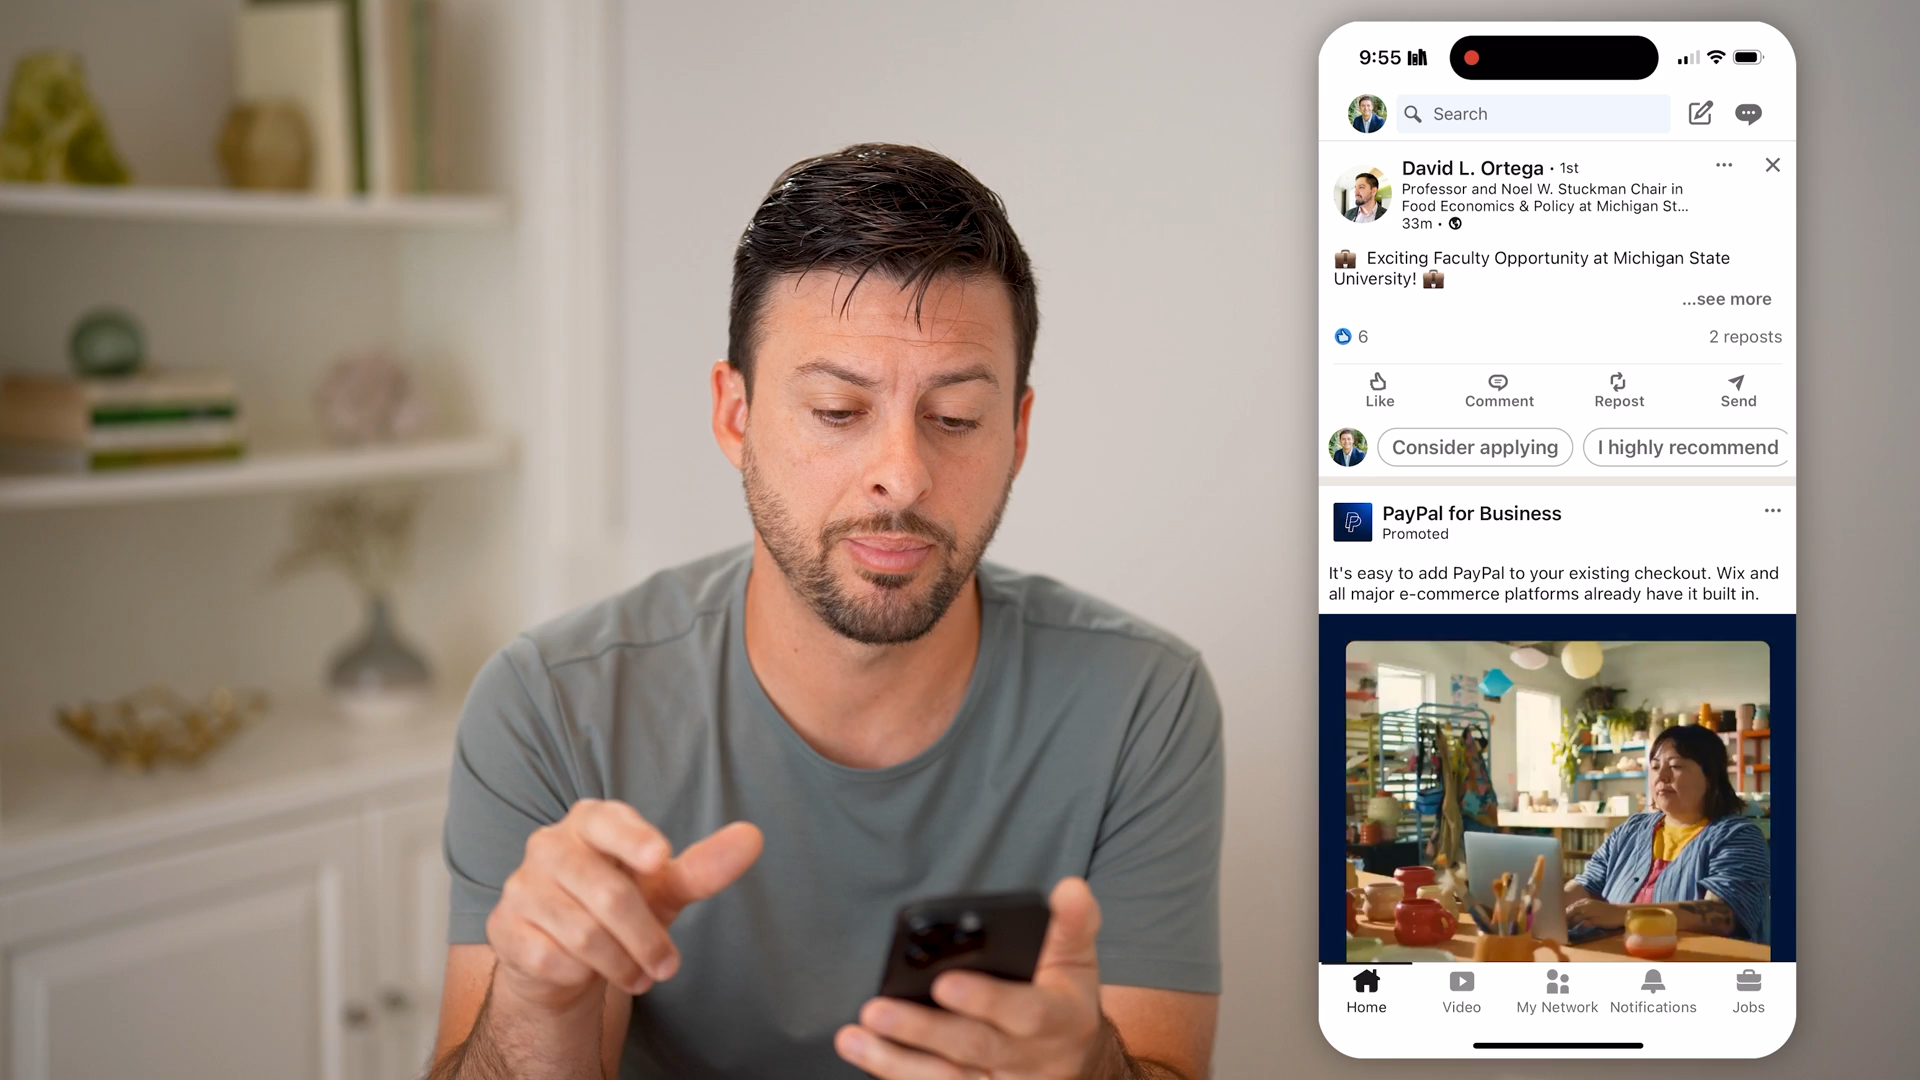 9:55
Search
David L. Ortega · 1st
Professor and Noel W. Stuckman Chair in
Food Economics & Policy at Michigan St...
33m ·
💼 Exciting Faculty Opportunity at Michigan State
University! 💼
...see more
6
2 reposts
Like
Comment
Repost
Send
Consider applying
I highly recommend
PayPal for Business
Promoted
It's easy to add PayPal to your existing checkout. Wix and
all major e-commerce platforms already have it built in.
Home
Video
My Network
Notifications
Jobs